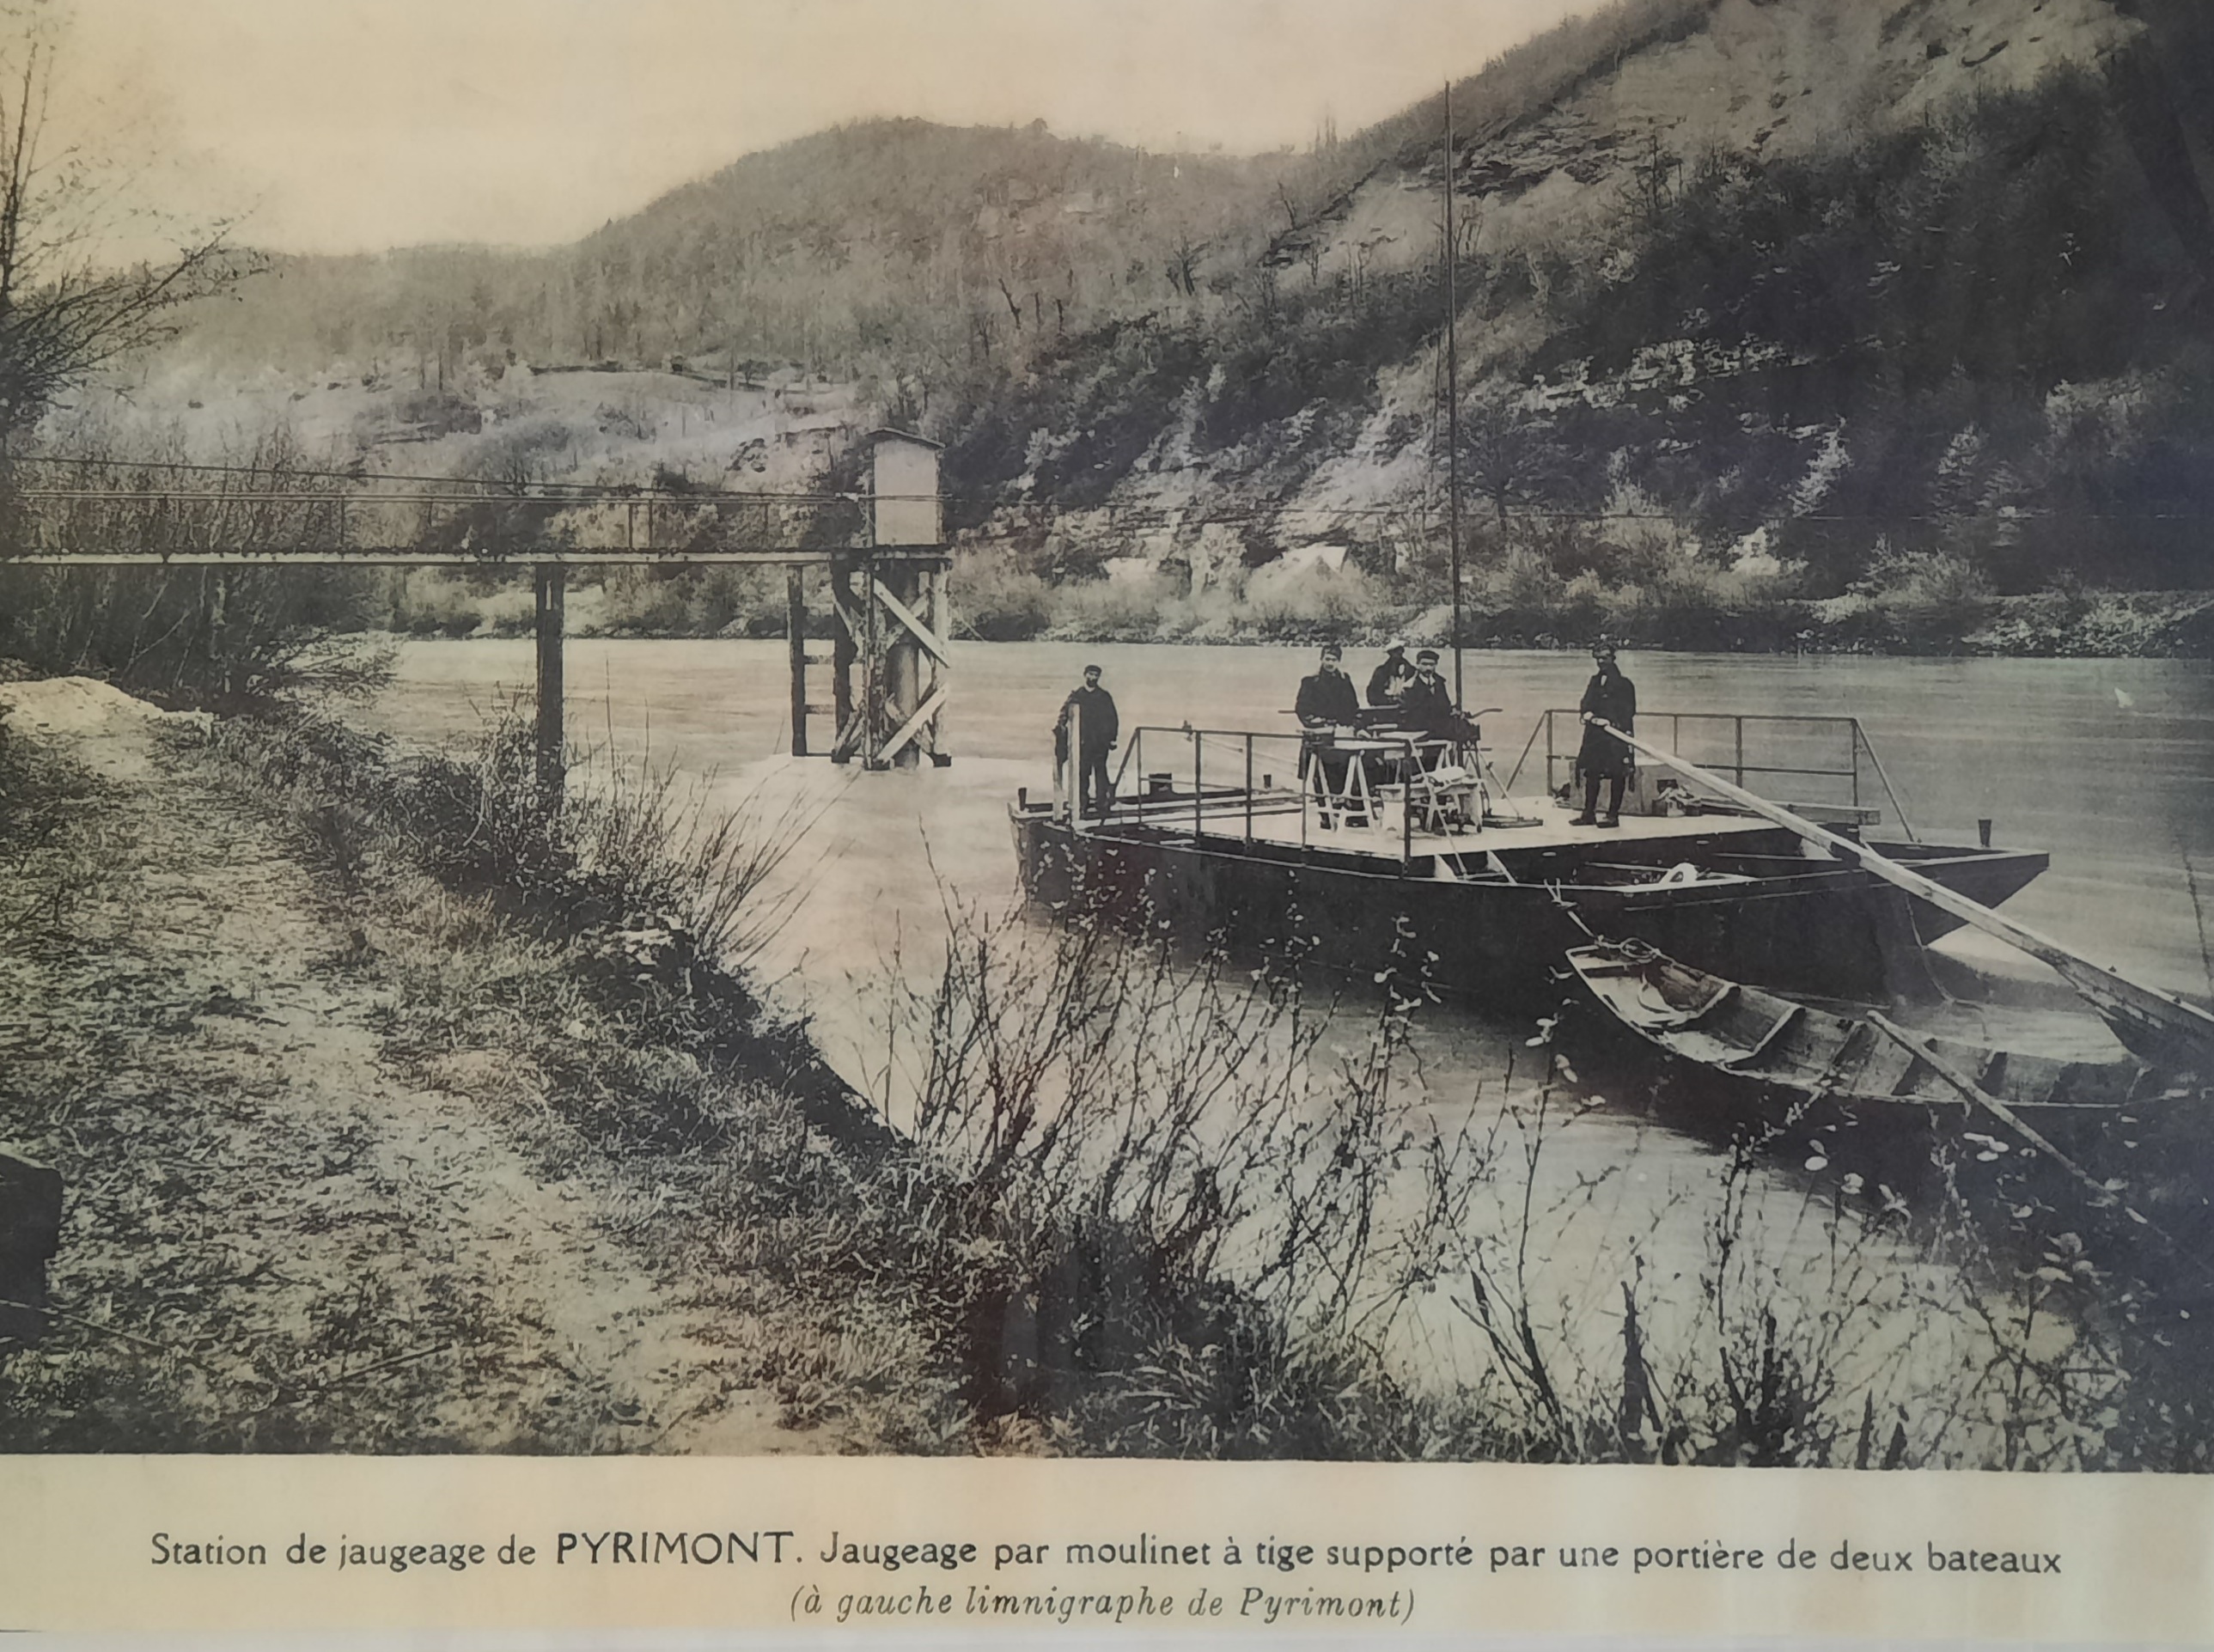 Station de jaugeage de PYRIMONT. Jaugeage par moulinet à tige supporté par une portière de deux bateaux
(à gauche limnigraphe de Pyrimont)